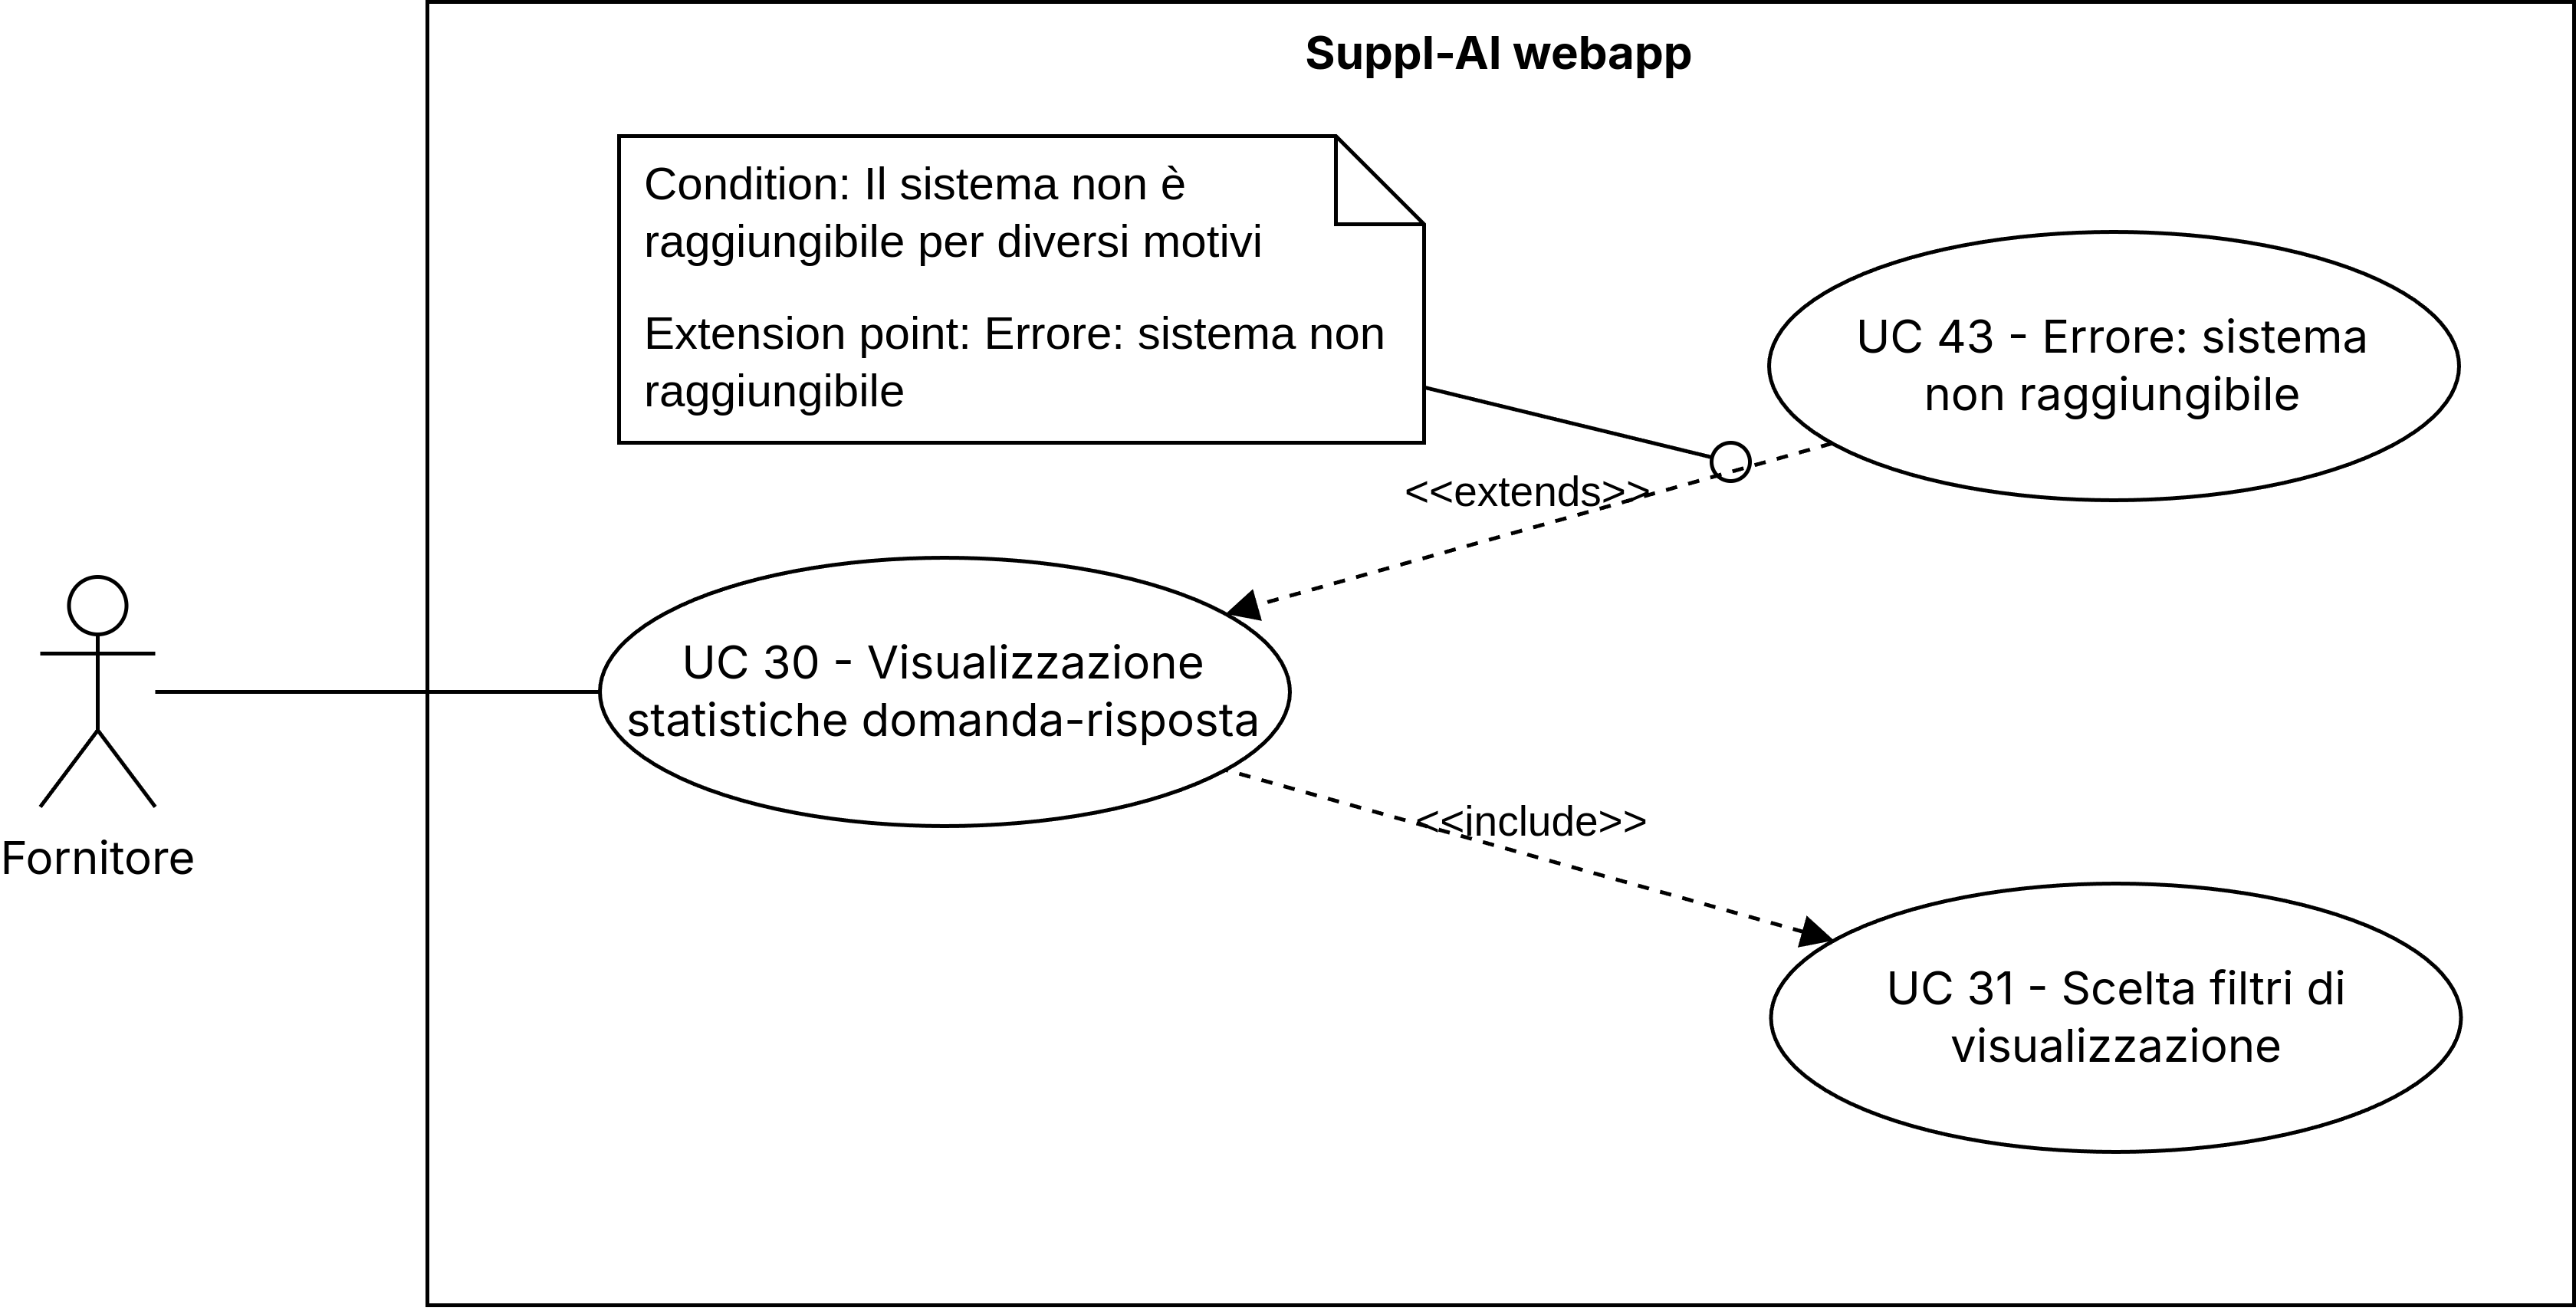 Suppl-AI webapp
Condition: Il sistema non è
raggiungibile per diversi motivi
Extension point: Errore: sistema non
raggiungibile
UC 43 - Errore: sistema
non raggiungibile
<<extends>>
UC 30 - Visualizzazione
statistiche domanda-risposta
<<include>>
Fornitore
UC 31 - Scelta filtri di
visualizzazione